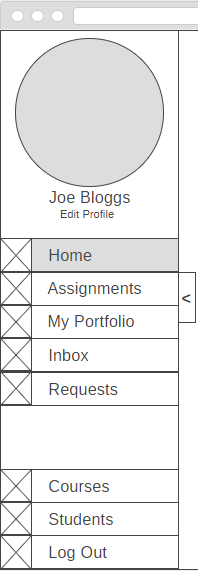 Joe Bloggs
Edit Profile
Home
Assignments
<
My Portfolio
Inbox
Requests
Courses
Students
Log Out